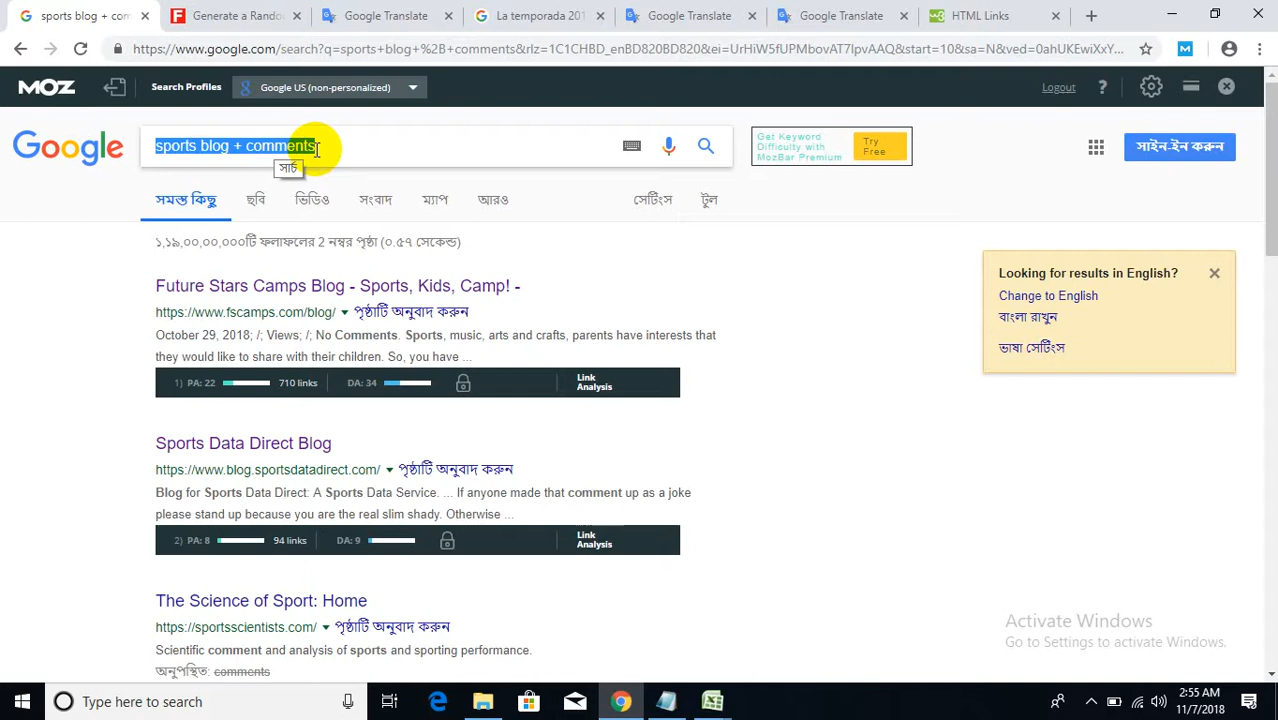 sports blog + com
Generate a Rando
Google Translate
La temporada 201
Google Translate
Google Translate
HTML Links
https://www.google.com/search?q=sports+blog+%2B+comments&rlz=1C1CHBD_enBD820BD820&ei=UrHiW5fUPMbovAT7lpvAAQ&start=10&sa=N&ved=0ahUKEwixXY...
MOZ
Search Profiles
Google US (non-personalized)
Logout
Google
sports blog + comments
সার্চ
Get Keyword
Difficulty with
MozBar Premium
Try
Free
সাইন-ইন করুন
সমস্ত কিছু
ছবি
ভিডিও
সংবাদ
ম্যাপ
আরও
সেটিংস
টুল
১,১৯,০০,০০,০০০টি ফলাফলের 2 নম্বর পৃষ্ঠা (০.৫৭ সেকেন্ড)
Future Stars Camps Blog - Sports, Kids, Camp! -
https://www.fscamps.com/blog/ ▼ পৃষ্ঠাটি অনুবাদ করুন
October 29, 2018; /; Views; /; No Comments. Sports, music, arts and crafts, parents have interests that
they would like to share with their children. So, you have ...
1) PA: 22 710 links DA: 34 Link Analysis
Sports Data Direct Blog
https://www.blog.sportsdatadirect.com/ ▼ পৃষ্ঠাটি অনুবাদ করুন
Blog for Sports Data Direct: A Sports Data Service. ... If anyone made that comment up as a joke
please stand up because you are the real slim shady. Otherwise ...
2) PA: 8 94 links DA: 9 Link Analysis
The Science of Sport: Home
https://sportsscientists.com/ ▼ পৃষ্ঠাটি অনুবাদ করুন
Scientific comment and analysis of sports and sporting performance.
অনুপস্থিত: comments
Looking for results in English?
Change to English
বাংলা রাখুন
ভাষা সেটিংস
Activate Windows
Go to Settings to activate Windows.
Type here to search
2:55 AM
11/7/2018